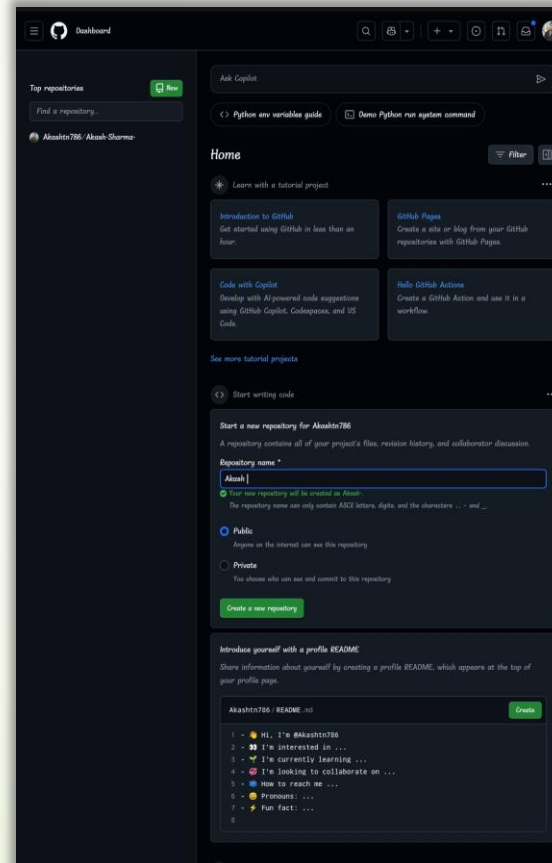 Dashboard
Top repositories
New
Find a repository...
Akashtn786/Akash-Sharma-
Ask Copilot
Python env variables guide
Demo Python run system command
Home
Filter
Learn with a tutorial project
Introduction to GitHub
Get started using GitHub in less than an
hour.
GitHub Pages
Create a site or blog from your GitHub
repositories with GitHub Pages.
Code with Copilot
Develop with AI-powered code suggestions
using GitHub Copilot, Codespaces, and VS
Code.
Hello GitHub Actions
Create a GitHub Action and use it in a
workflow.
See more tutorial projects
Start writing code
Start a new repository for Akashtn786
A repository contains all of your project's files, revision history, and collaborator discussion.
Repository name *
Akash
Your new repository will be created as Akash-.
The repository name can only contain ASCII letters, digits, and the characters ., - and _.
Public
Anyone on the internet can see this repository
Private
You choose who can see and commit to this repository
Create a new repository
Introduce yourself with a profile README
Share information about yourself by creating a profile README, which appears at the top of
your profile page.
Akashtn786 / README.md
Create
1 - 👋 Hi, I'm @Akashtn786
2 - 👀 I'm interested in ...
3 - 🌱 I'm currently learning ...
4 - 💞️ I'm looking to collaborate on ...
5 - 📫 How to reach me ...
6 - 😄 Pronouns: ...
7 - ⚡ Fun fact: ...
8